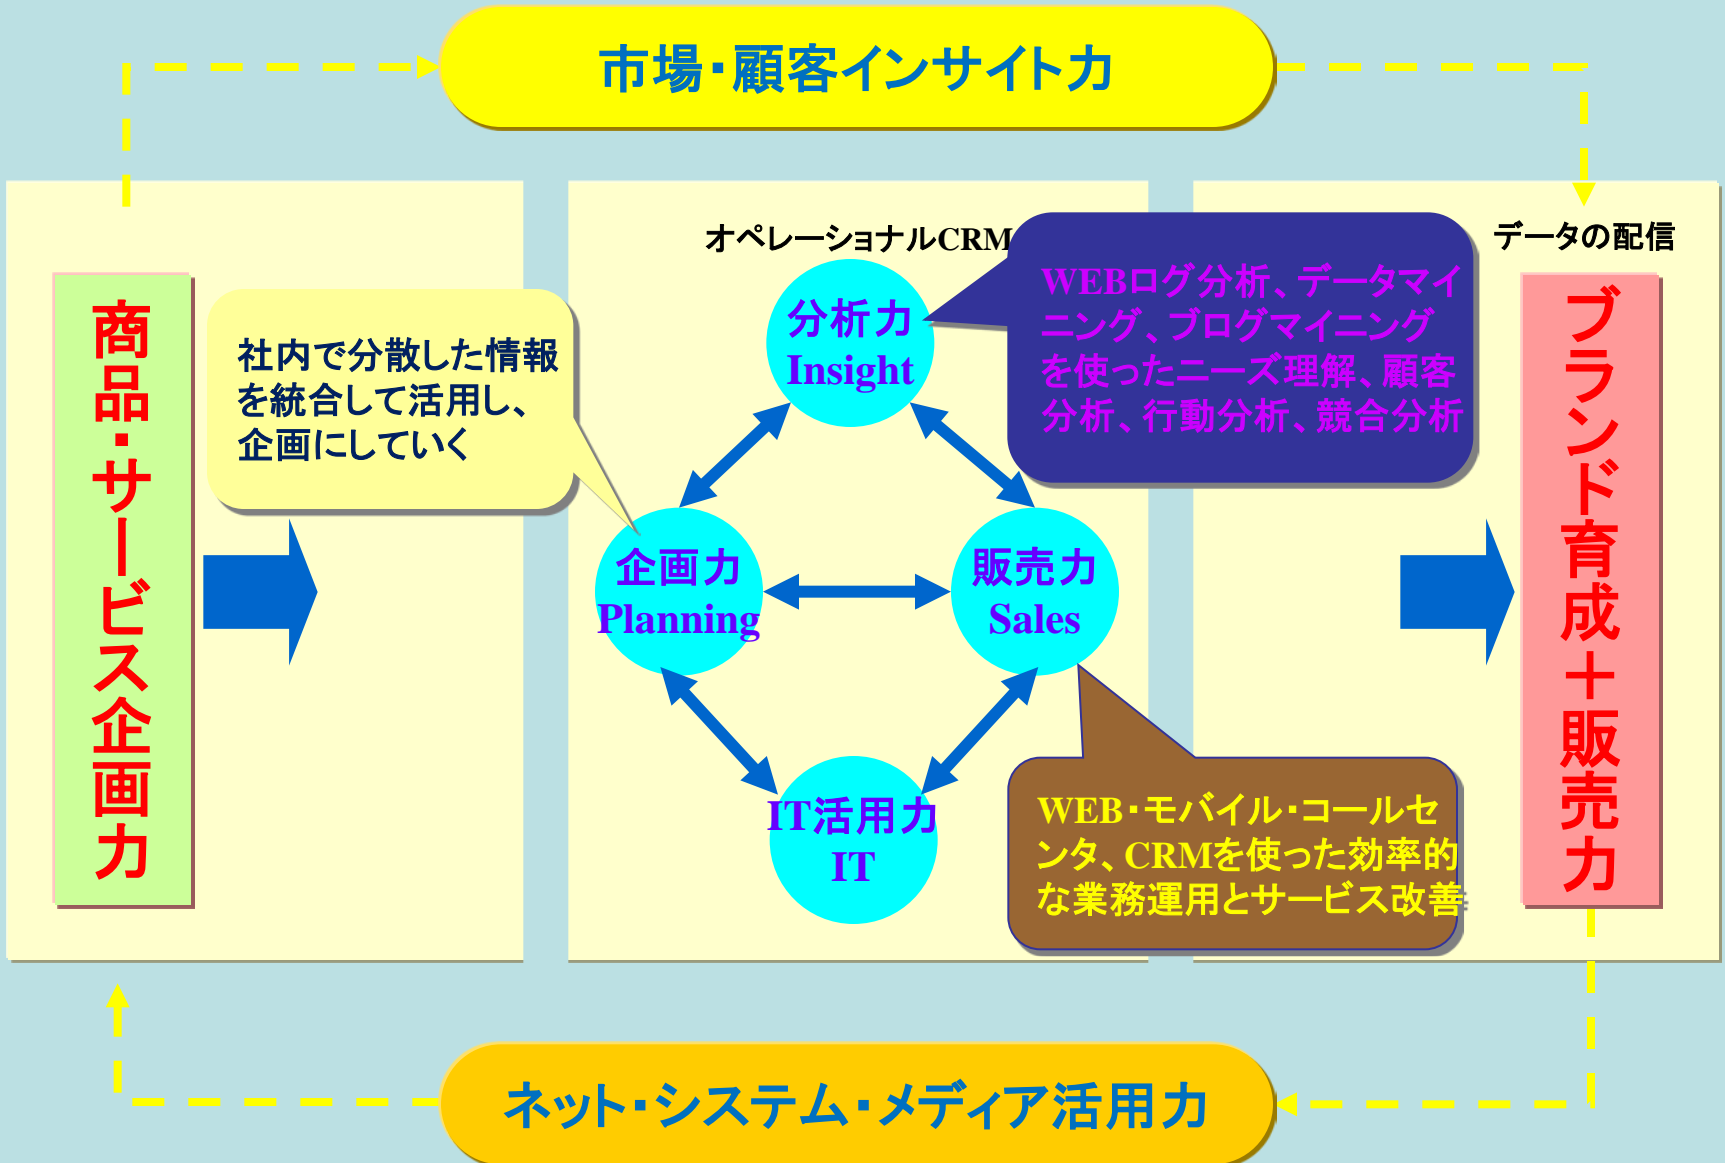 市場・顧客インサイト力
オペレーショナルCRM
データの配信
商品・サービス企画力
社内で分散した情報
を統合して活用し、
企画にしていく
分析力
Insight
WEBログ分析、データマイ
ニング、ブログマイニング
を使ったニーズ理解、顧客
分析、行動分析、競合分析
企画力
Planning
販売力
Sales
IT活用力
IT
WEB・モバイル・コールセ
ンタ、CRMを使った効率的
な業務運用とサービス改善
ブランド育成＋販売力
ネット・システム・メディア活用力